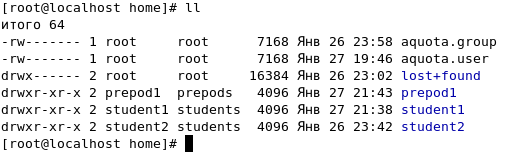 [root@localhost home]# ll
итого 64
-rw------- 1 root     root      7168 Янв 26 23:58 aquota.group
-rw------- 1 root     root      7168 Янв 27 19:46 aquota.user
drwx------ 2 root     root     16384 Янв 26 23:02 lost+found
drwxr-xr-x 2 prepod1  prepods   4096 Янв 27 21:43 prepod1
drwxr-xr-x 2 student1 students  4096 Янв 27 21:38 student1
drwxr-xr-x 2 student2 students  4096 Янв 26 23:42 student2
[root@localhost home]#